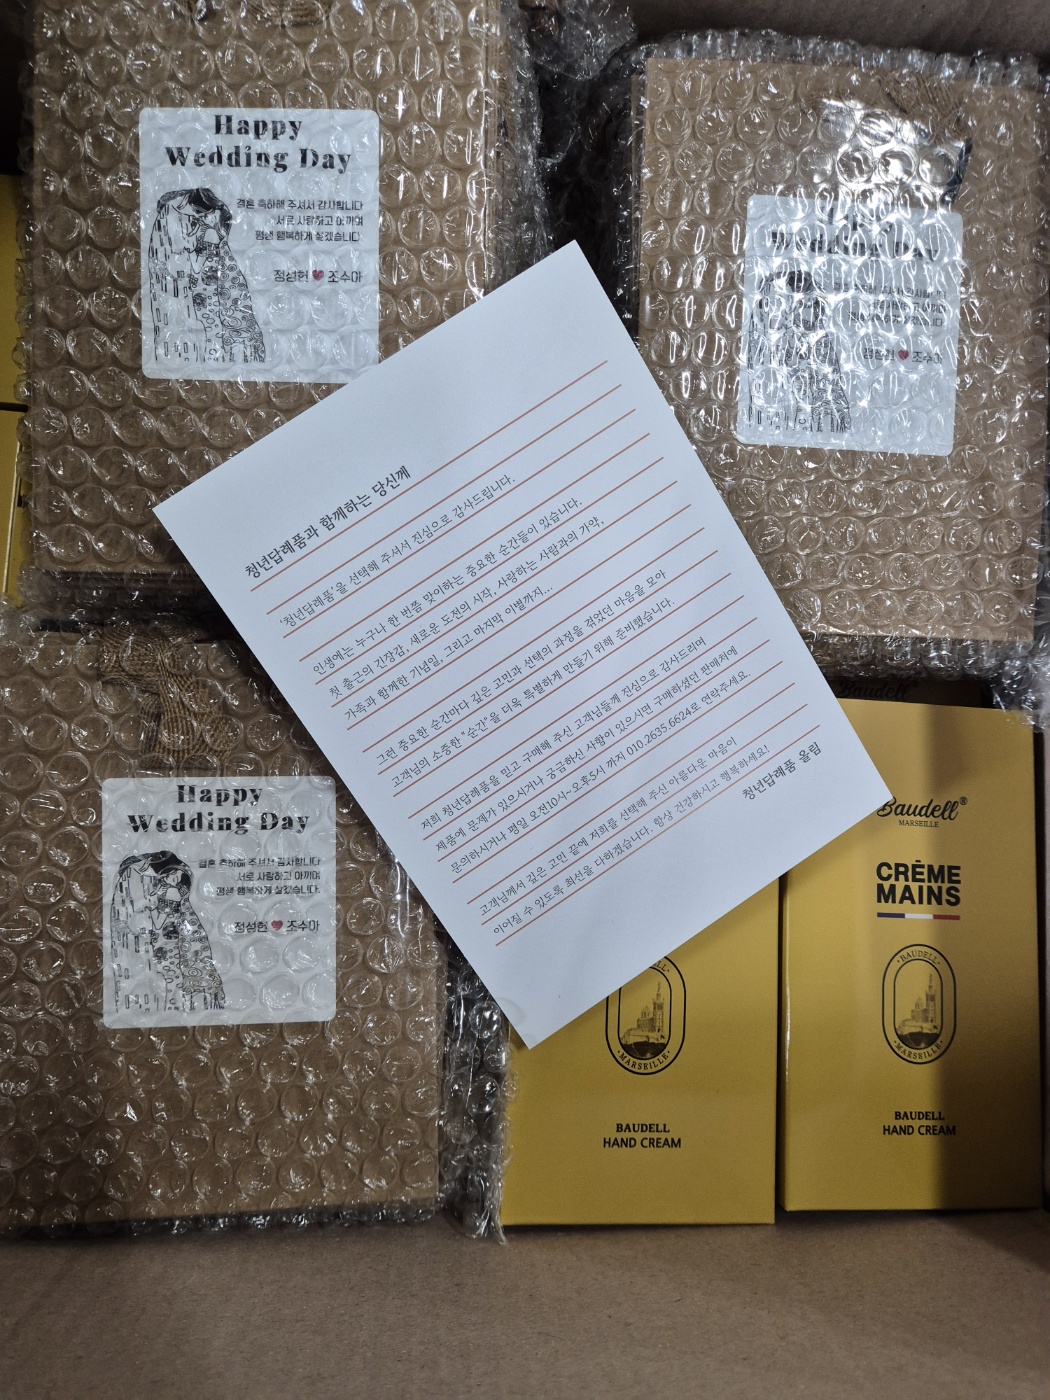 Happy
Wedding Day
결혼 축하해 주셔서 감사합니다
서로 사랑하고 아끼며
평생 행복하게 살겠습니다
정성헌 조수아
Wedding Day
조수아
청년답례품과 함께하는 당신께
'청년답례품'을 선택해 주셔서 진심으로 감사드립니다.
인생에는 누구나 한 번쯤 맞이하는 중요한 순간들이 있습니다.
첫 출근의 긴장감, 새로운 도전의 시작, 사랑하는 사람과의 가약,
가족과 함께한 기념일, 그리고 마지막 이별까지...
그런 중요한 순간마다 깊은 고민과 선택의 과정을 겪었던 마음을 모아
고객님의 소중한 "순간"을 더욱 특별하게 만들기 위해 준비했습니다.
저희 청년답례품을 믿고 구매해 주신 고객님들께 진심으로 감사드리며
제품에 문제가 있으시거나 궁금하신 사항이 있으시면 구매하셨던 판매처에
문의하시거나 평일 오전10시~오후5시 까지 010.2635.6624로 연락주세요.
고객님께서 깊은 고민 끝에 저희를 선택해 주신 아름다운 마음이
이어질 수 있도록 최선을 다하겠습니다. 항상 건강하시고 행복하세요!
청년답례품 올림
Happy
Wedding Day
결혼 축하해 주셔서 감사합니다
서로 사랑하고 아끼며
평생 행복하게 살겠습니다.
정성헌 조수아
Baudell
Baudell®
MARSEILLE
CRÈME
MAINS
BAUDELL
MARSEILLE
BAUDELL
HAND CREAM
BAUDELL
MARSEILLE
BAUDELL
HAND CREAM